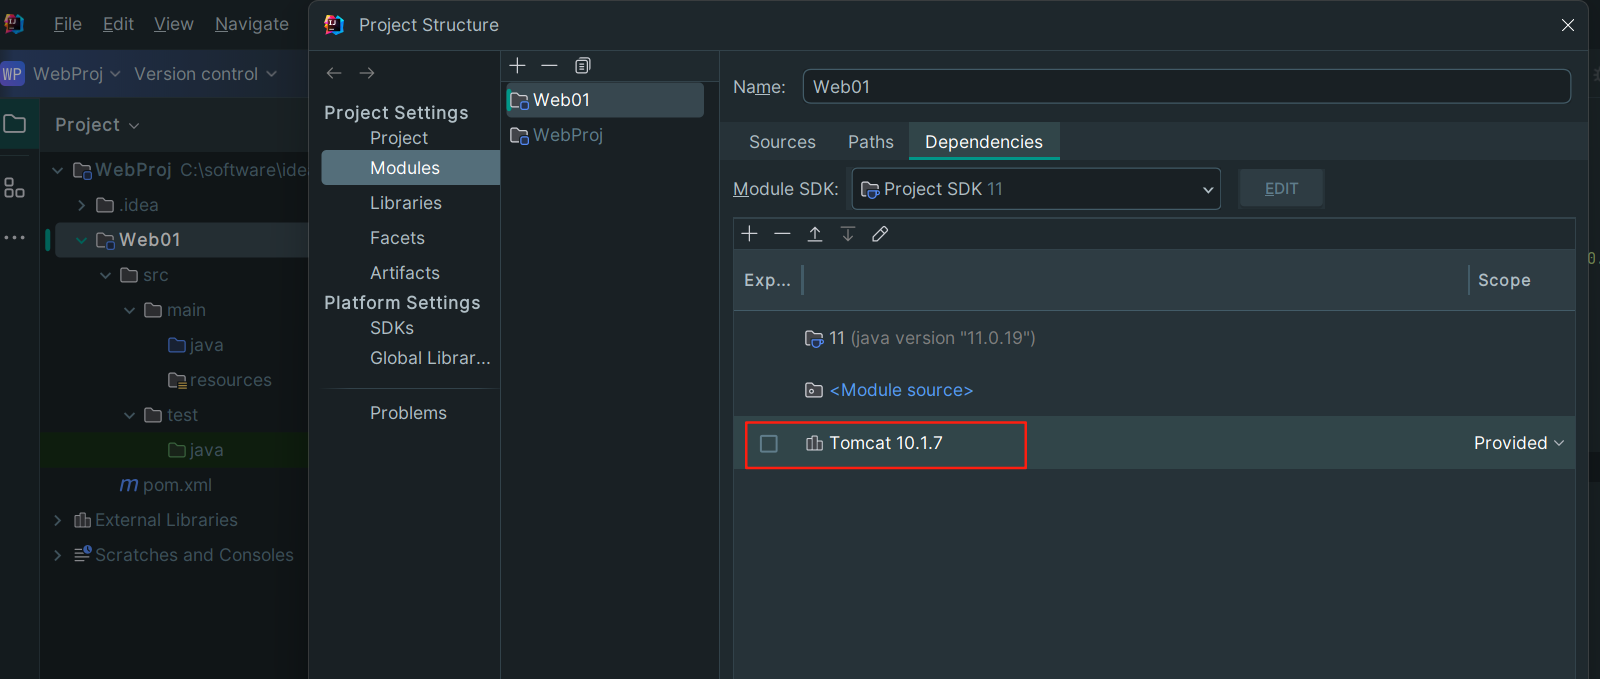 File Edit View Navigate
Project Structure
WP WebProj Version control
Project
WebProj C:\software\idea
.idea
Web01
src
main
java
resources
test
java
pom.xml
External Libraries
Scratches and Consoles
Project Settings
Project
Modules
Libraries
Facets
Artifacts
Platform Settings
SDKs
Global Librar...
Problems
Web01
WebProj
Name: Web01
Sources Paths Dependencies
Module SDK: Project SDK 11 EDIT
Exp... Scope
11 (java version "11.0.19")
<Module source>
Tomcat 10.1.7 Provided